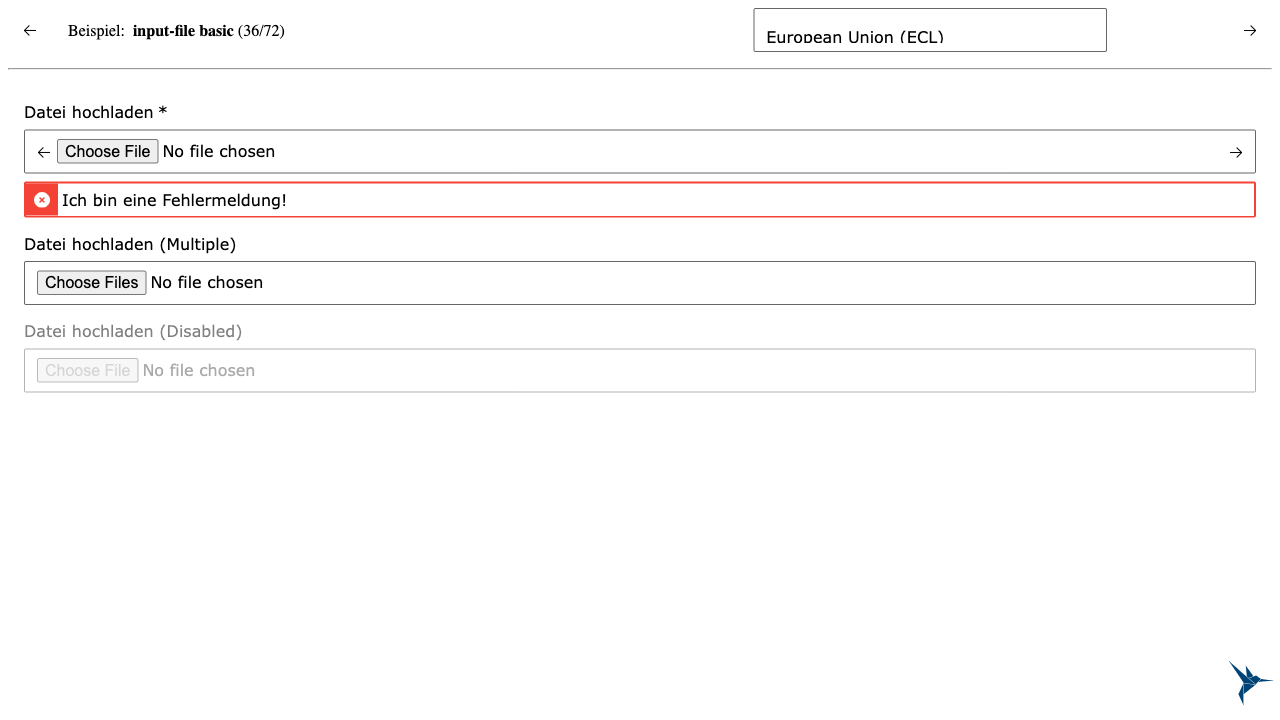 Beispiel: input-file basic (36/72)
European Union (ECL)
Datei hochladen *
Choose File No file chosen
Ich bin eine Fehlermeldung!
Datei hochladen (Multiple)
Choose Files No file chosen
Datei hochladen (Disabled)
Choose File No file chosen